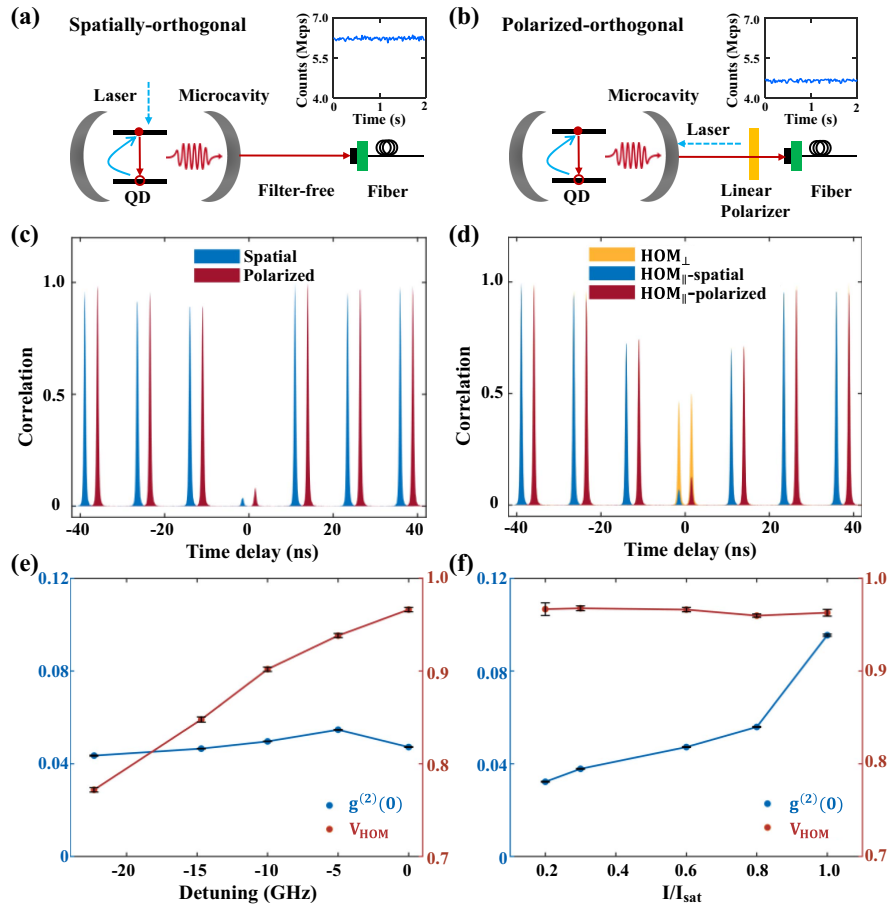 (a) Spatially-orthogonal
Counts (Mcps)
7.0
5.5
4.0
0 1 2
Time (s)
Laser Microcavity
QD
Filter-free Fiber
(b) Polarized-orthogonal
Counts (Mcps)
7.0
5.5
4.0
0 1 2
Time (s)
Microcavity
Laser
QD
Linear
Polarizer
Fiber
(c)
Spatial
Polarized
Correlation
1.0
0.5
0
-40 -20 0 20 40
Time delay (ns)
(d)
HOM⊥
HOM∥-spatial
HOM∥-polarized
Correlation
1.0
0.5
0
-40 -20 0 20 40
Time delay (ns)
(e)
0.12
0.08
0.04
0
1.0
0.9
0.8
0.7
g(2)(0)
VHOM
-20 -15 -10 -5 0
Detuning (GHz)
(f)
0.12
0.08
0.04
0
1.0
0.9
0.8
0.7
g(2)(0)
VHOM
0.2 0.4 0.6 0.8 1.0
I/Isat